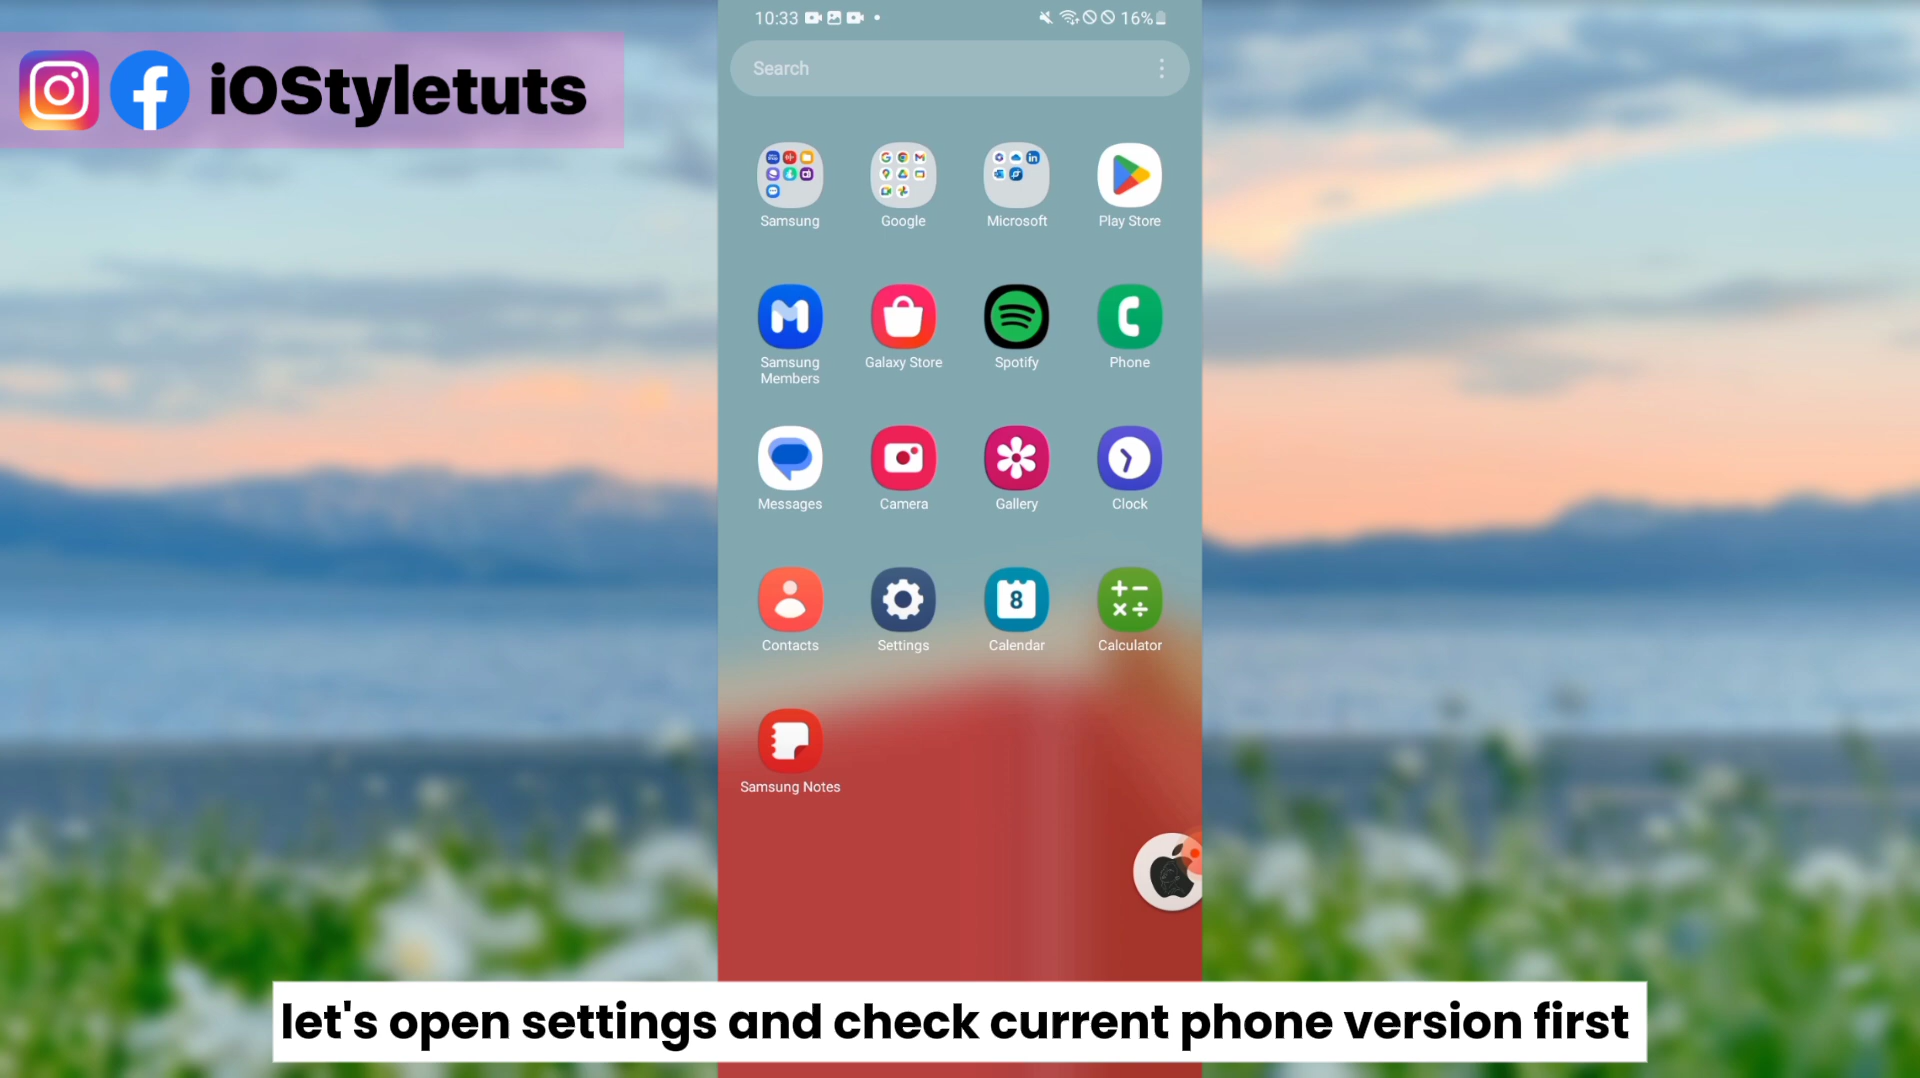 10:33
16%
iOStyletuts
Search
Samsung
Google
Microsoft
Play Store
Samsung Members
Galaxy Store
Spotify
Phone
Messages
Camera
Gallery
Clock
Contacts
Settings
8
Calendar
Calculator
Samsung Notes
let's open settings and check current phone version first